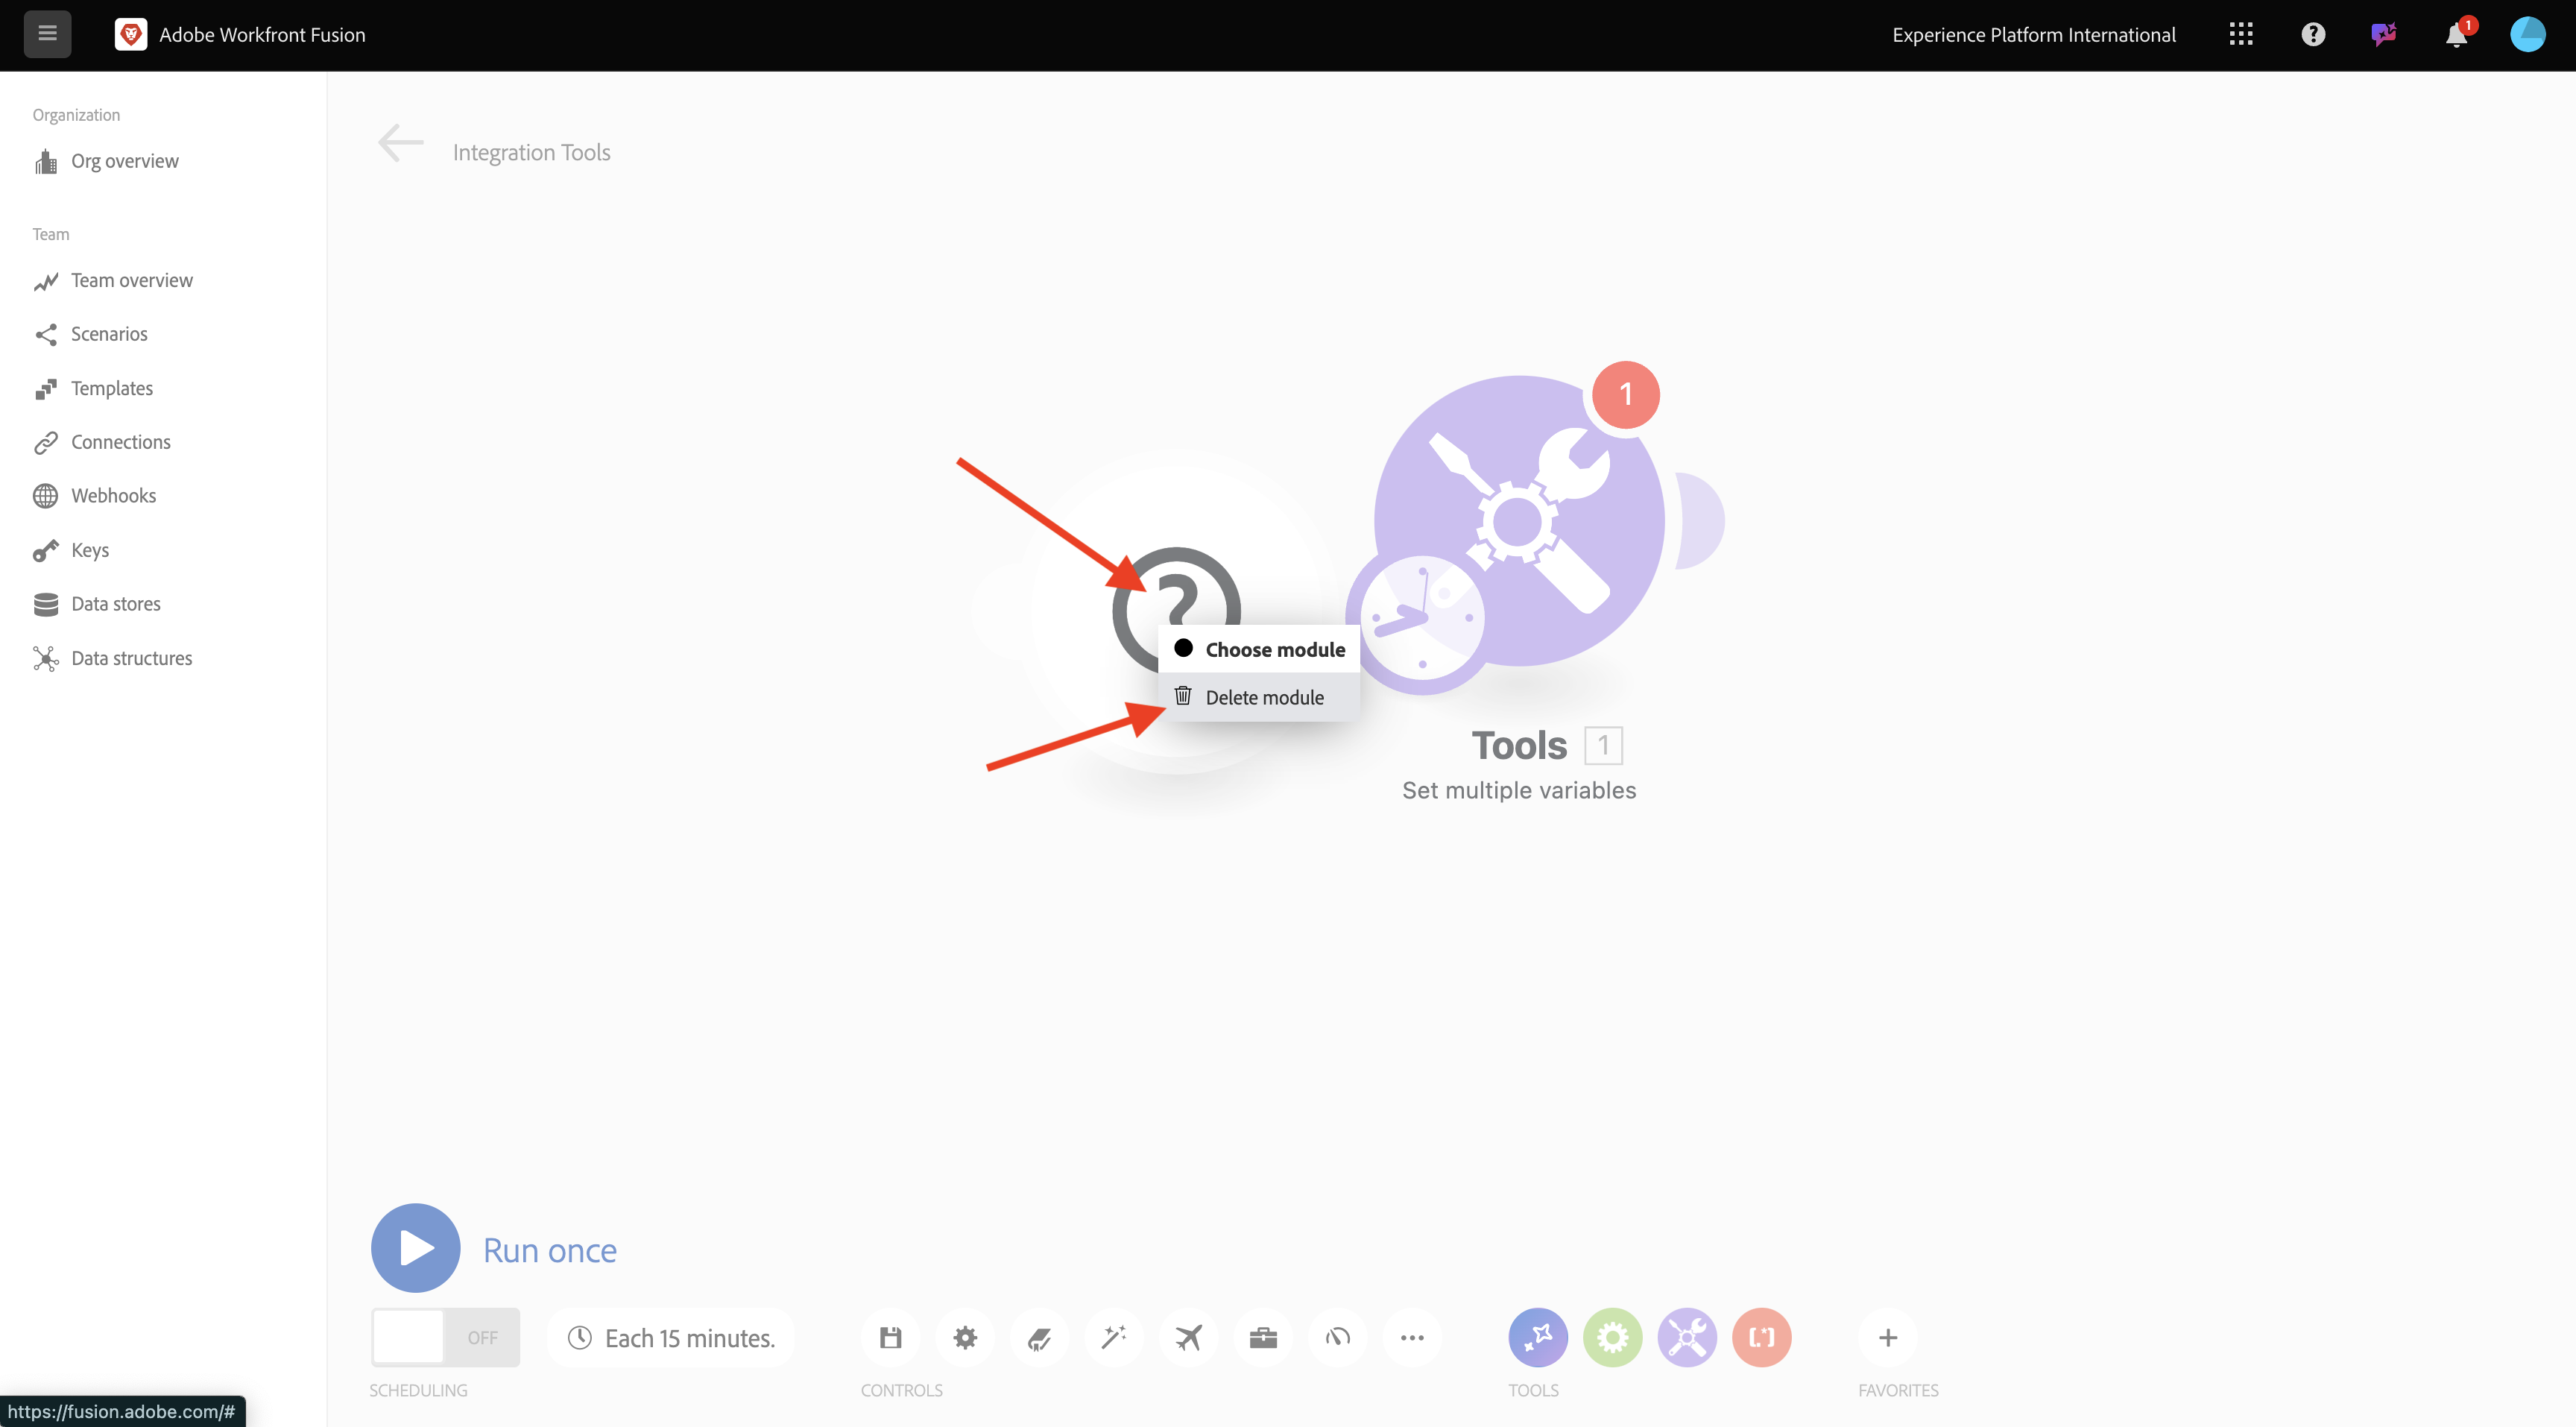 Adobe Workfront Fusion
Experience Platform International
1
Organization
Org overview
Team
Team overview
Scenarios
Templates
Connections
Webhooks
Keys
Data stores
Data structures
Integration Tools
1
?
Choose module
Delete module
Tools 1
Set multiple variables
Run once
OFF
Each 15 minutes.
SCHEDULING
CONTROLS
TOOLS
FAVORITES
https://fusion.adobe.com/#